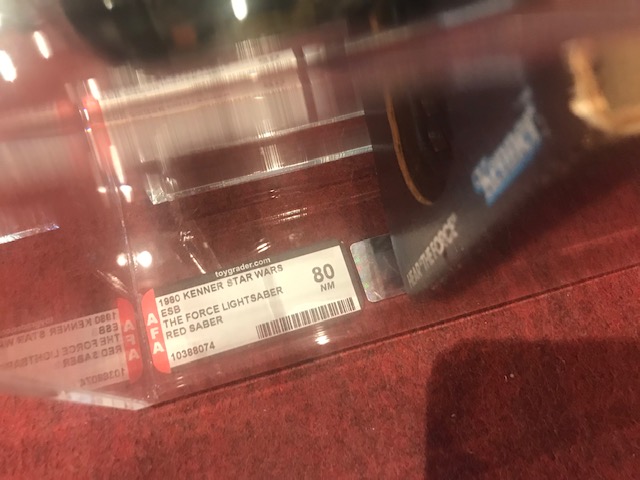 toygrader.com
AFA
1980 KENNER STAR WARS
ESB
THE FORCE LIGHTSABER
RED SABER
10388074
80
NM
Kenner